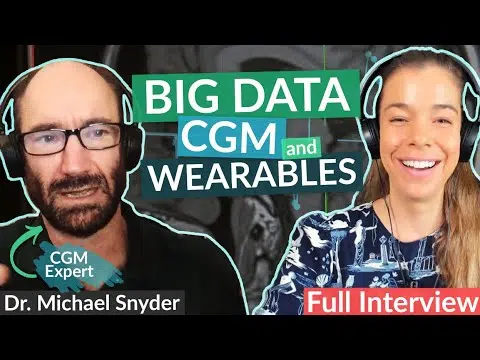 BIG DATA
CGM and
WEARABLES
CGM
Expert
Dr. Michael Snyder
Full Interview